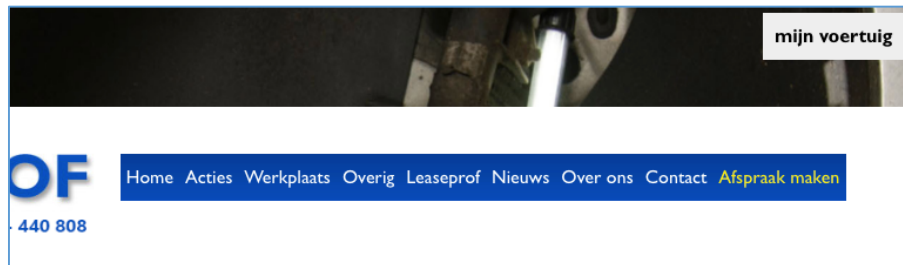 mijn voertuig
OF
Home Acties Werkplaats Overig Leaseprof Nieuws Over ons Contact Afspraak maken
440 808